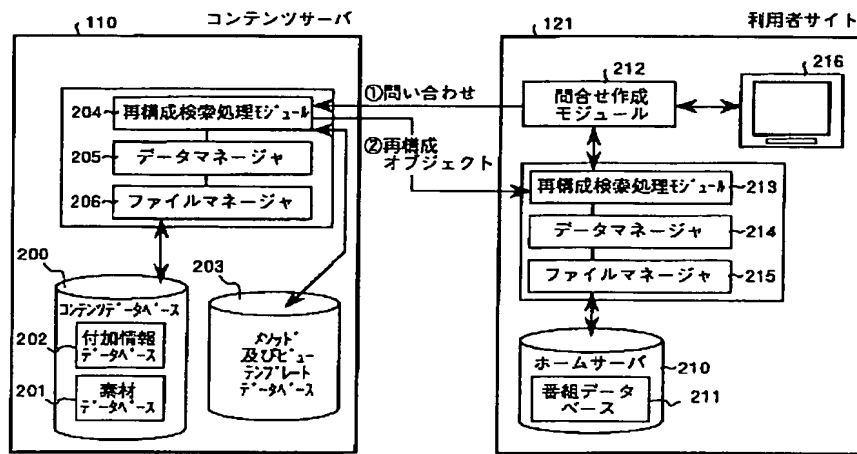 110
コンテンツサーバ
204
再構成検索処理モジュール
205
データマネージャ
206
ファイルマネージャ
200
コンテンツデータベース
202
付加情報
データベース
201
素材
データベース
203
メソッド
及びビュー
テンプレート
データベース
①問い合わせ
②再構成
オブジェクト
121
利用者サイト
212
問合せ作成
モジュール
216
再構成検索処理モジュール
213
データマネージャ
214
ファイルマネージャ
215
ホームサーバ
210
番組データ
ベース
211